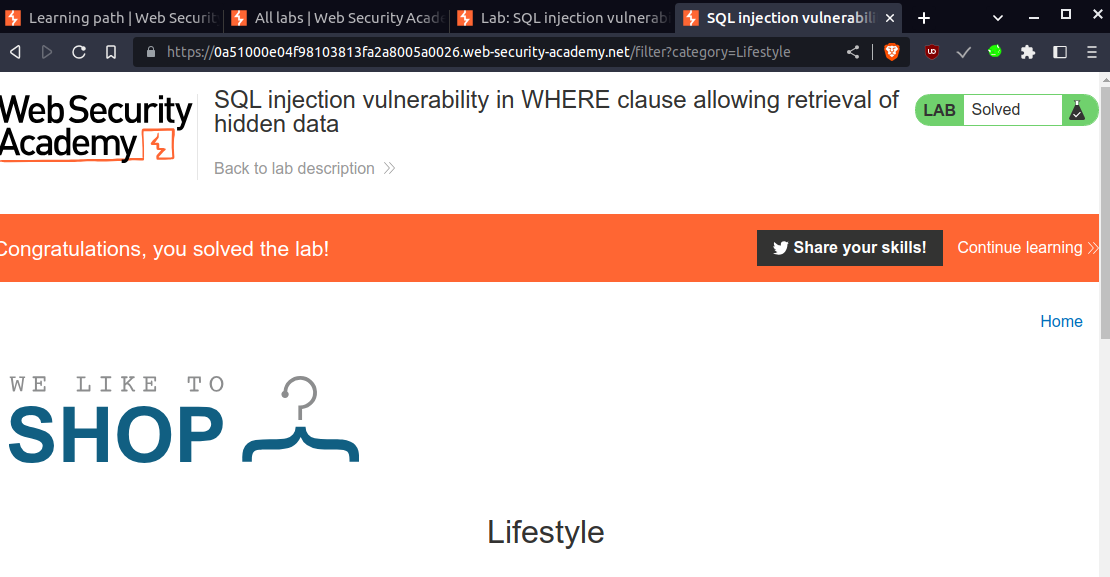 Learning path | Web Securit
All labs | Web Security Acade
Lab: SQL injection vulnerabi
SQL injection vulnerabili
https://0a51000e04f98103813fa2a8005a0026.web-security-academy.net/filter?category=Lifestyle
Web Security
Academy
SQL injection vulnerability in WHERE clause allowing retrieval of
hidden data
Back to lab description
LAB Solved
Congratulations, you solved the lab!
Share your skills!
Continue learning
Home
WE LIKE TO
SHOP
Lifestyle